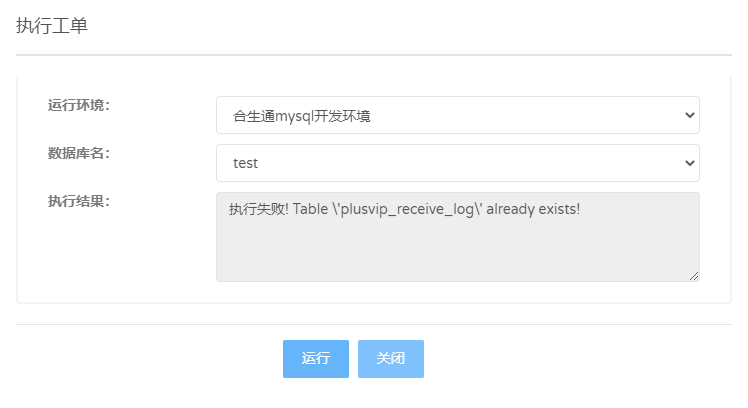 执行工单
运行环境：
合生通mysql开发环境
数据库名：
test
执行结果：
执行失败! Table \'plusvip_receive_log\' already exists!
运行 关闭